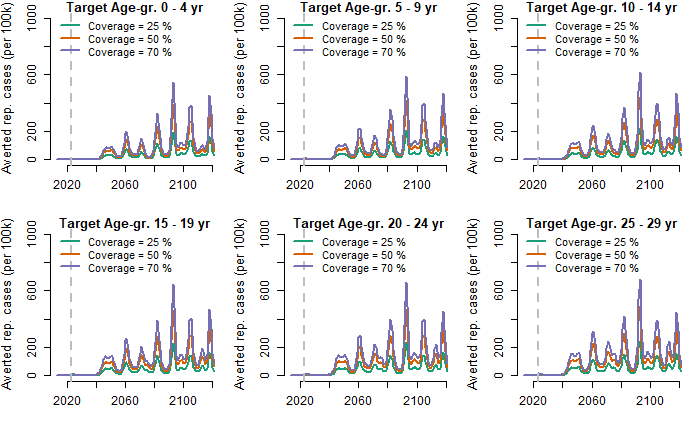 Target Age-gr. 0 - 4 yr
Coverage = 25 %
Coverage = 50 %
Coverage = 70 %
Averted rep. cases (per 100k)
0
200
600
1000
2020
2060
2100
Target Age-gr. 5 - 9 yr
Coverage = 25 %
Coverage = 50 %
Coverage = 70 %
Averted rep. cases (per 100k)
0
200
600
1000
2020
2060
2100
Target Age-gr. 10 - 14 yr
Coverage = 25 %
Coverage = 50 %
Coverage = 70 %
Averted rep. cases (per 100k)
0
200
600
1000
2020
2060
2100
Target Age-gr. 15 - 19 yr
Coverage = 25 %
Coverage = 50 %
Coverage = 70 %
Averted rep. cases (per 100k)
0
200
600
1000
2020
2060
2100
Target Age-gr. 20 - 24 yr
Coverage = 25 %
Coverage = 50 %
Coverage = 70 %
Averted rep. cases (per 100k)
0
200
600
1000
2020
2060
2100
Target Age-gr. 25 - 29 yr
Coverage = 25 %
Coverage = 50 %
Coverage = 70 %
Averted rep. cases (per 100k)
0
200
600
1000
2020
2060
2100